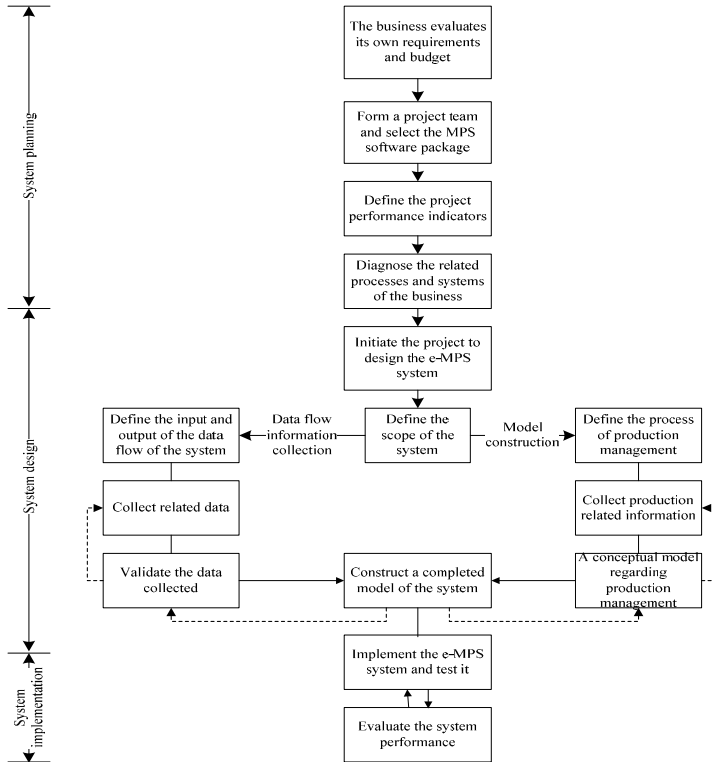 The business evaluates
its own requirements
and budget
Form a project team
and select the MPS
software package
Define the project
performance indicators
Diagnose the related
processes and systems
of the business
System planning
Initiate the project to
design the e-MPS
system
Define the input and
output of the data
flow of the system
Data flow
information
collection
Define the
scope of the
system
Model
construction
Define the process
of production
management
Collect related data
Collect production
related information
Validate the data
collected
Construct a completed
model of the system
A conceptual model
regarding
production
management
System design
Implement the e-MPS
system and test it
Evaluate the system
performance
System
implementation